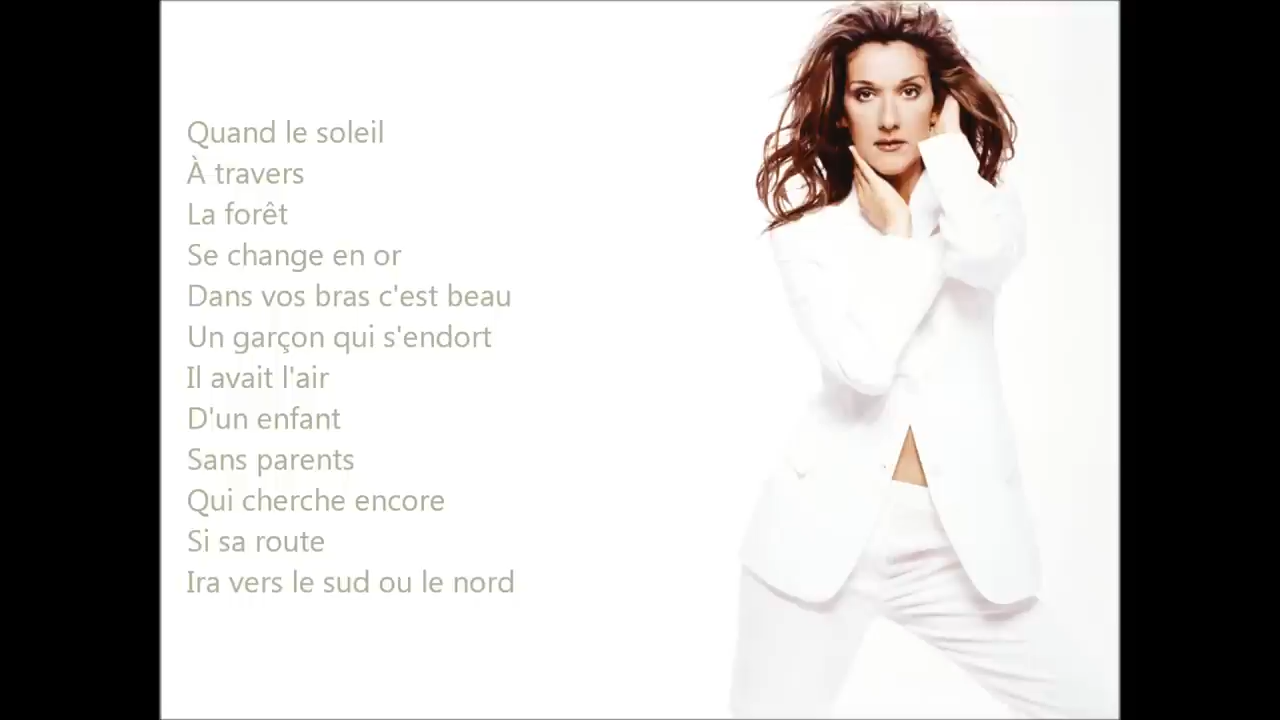 Quand le soleil
À travers
La forêt
Se change en or
Dans vos bras c'est beau
Un garçon qui s'endort
Il avait l'air
D'un enfant
Sans parents
Qui cherche encore
Si sa route
Ira vers le sud ou le nord